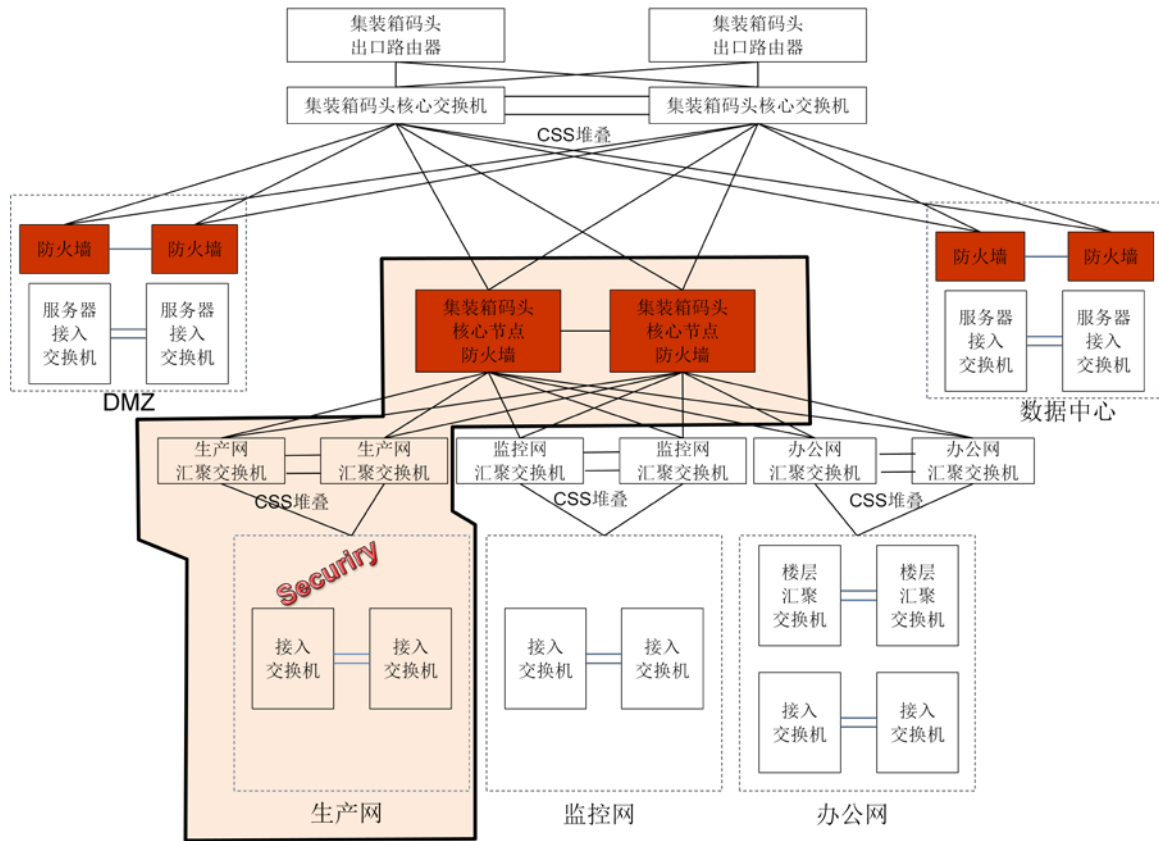 集装箱码头
出口路由器
集装箱码头
出口路由器
集装箱码头核心交换机
集装箱码头核心交换机
CSS堆叠
防火墙
防火墙
服务器
接入
交换机
服务器
接入
交换机
DMZ
防火墙
防火墙
服务器
接入
交换机
服务器
接入
交换机
数据中心
集装箱码头
核心节点
防火墙
集装箱码头
核心节点
防火墙
生产网
汇聚交换机
生产网
汇聚交换机
CSS堆叠
监控网
汇聚交换机
监控网
汇聚交换机
CSS堆叠
办公网
汇聚交换机
办公网
汇聚交换机
CSS堆叠
Securiry
接入
交换机
接入
交换机
生产网
接入
交换机
接入
交换机
监控网
楼层
汇聚
交换机
楼层
汇聚
交换机
接入
交换机
接入
交换机
办公网